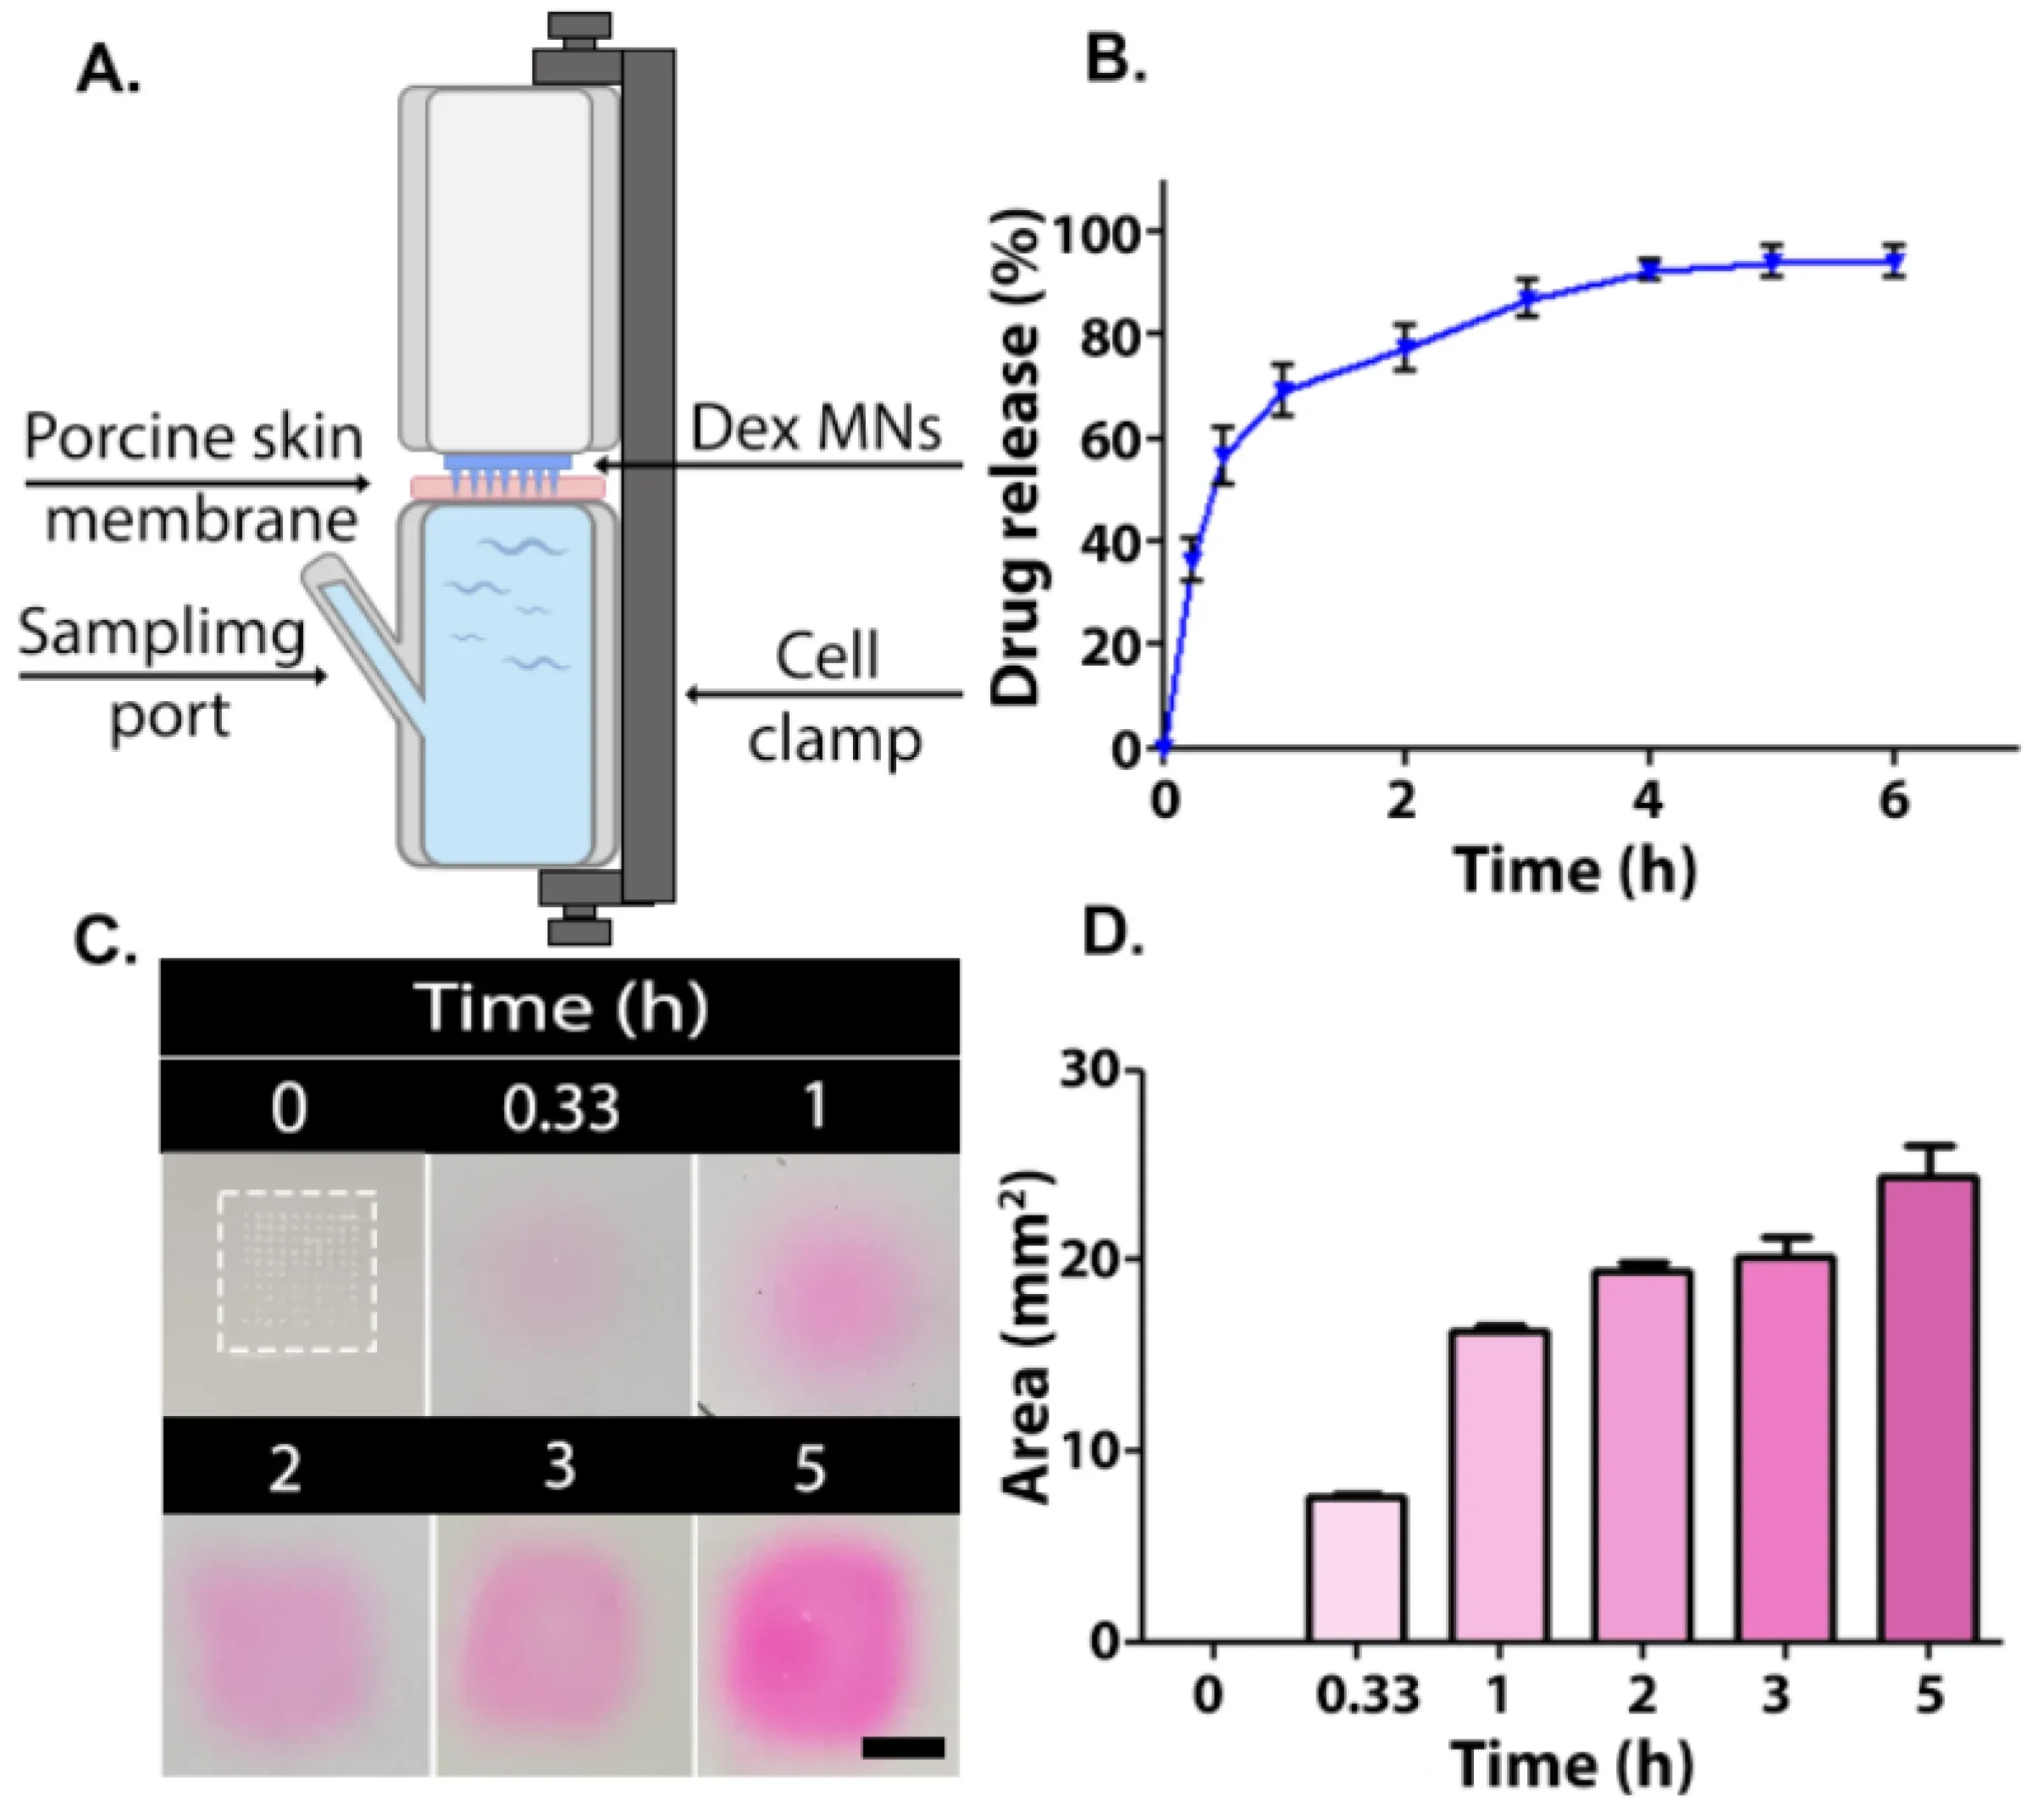 A.
Porcine skin
membrane
Samplimg
port
Dex MNs
Cell
clamp
B.
Drug release (%)
100
80
60
40
20
0
0 2 4 6
Time (h)
C.
Time (h)
0 0.33 1
2 3 5
D.
Area (mm²)
30
20
10
0
0 0.33 1 2 3 5
Time (h)